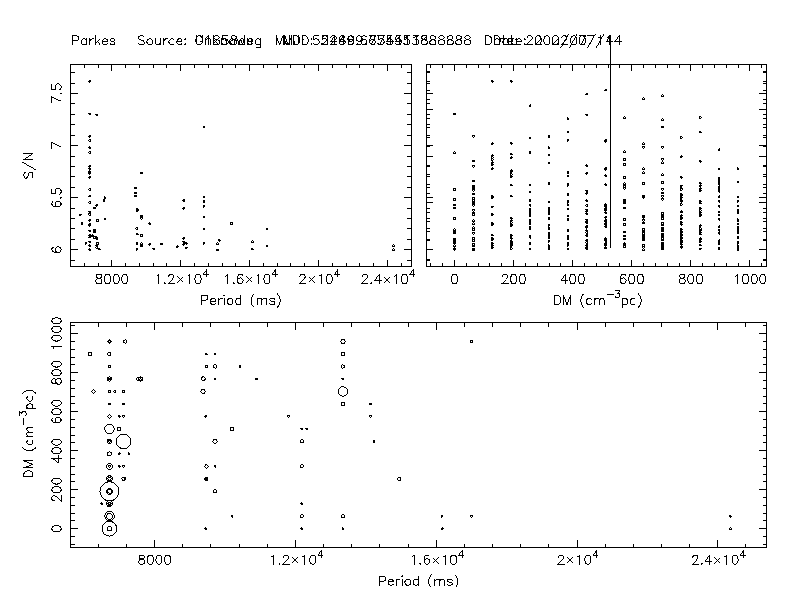 Parkes Source:
7.5
7
6.5
6
S/N
8000 1.2×10⁴ 1.6×10⁴ 2×10⁴ 2.4×10⁴
Period (ms)
0 200 400 600 800 1000
DM (cm⁻³pc)
1000
800
600
400
200
0
DM (cm⁻³pc)
8000 1.2×10⁴ 1.6×10⁴ 2×10⁴ 2.4×10⁴
Period (ms)